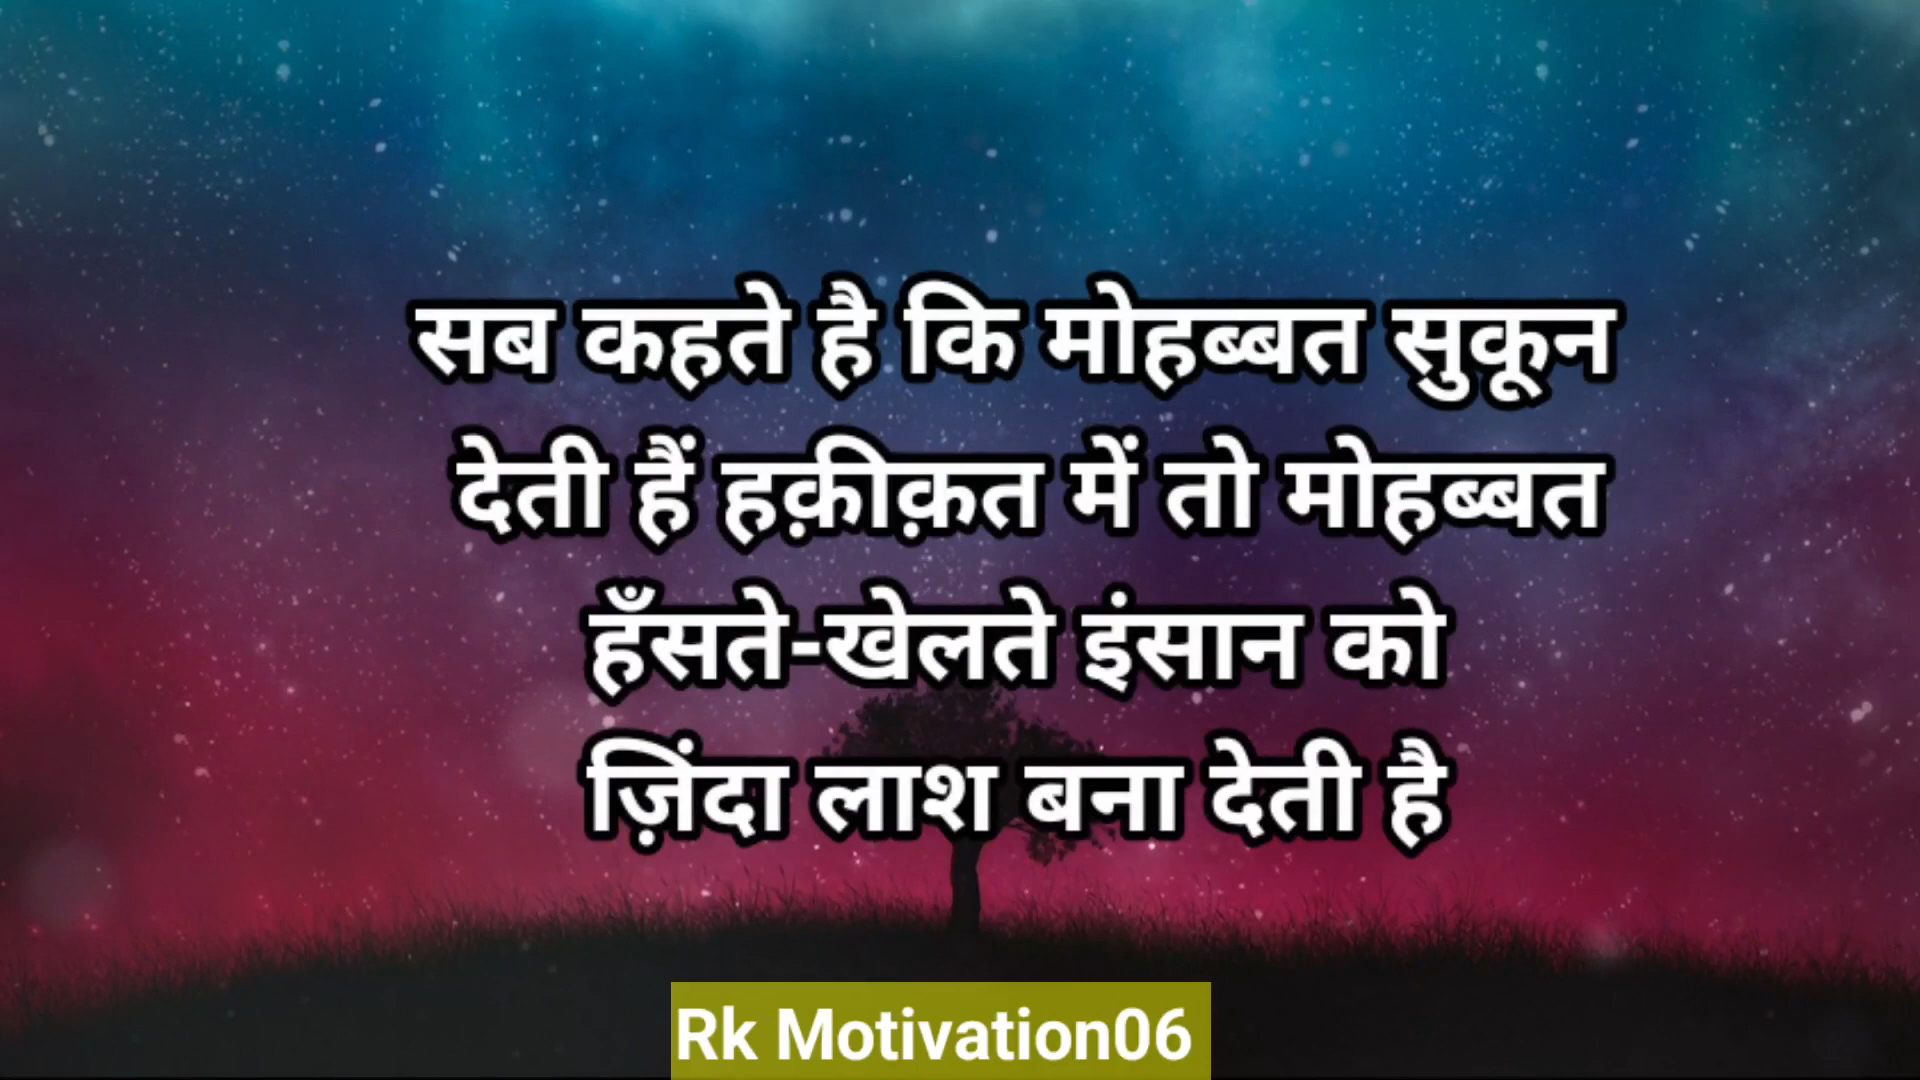 सब कहते है कि मोहब्बत सुकून
देती हैं हक़ीक़त में तो मोहब्बत
हँसते-खेलते इंसान को
ज़िंदा लाश बना देती है
Rk Motivation06